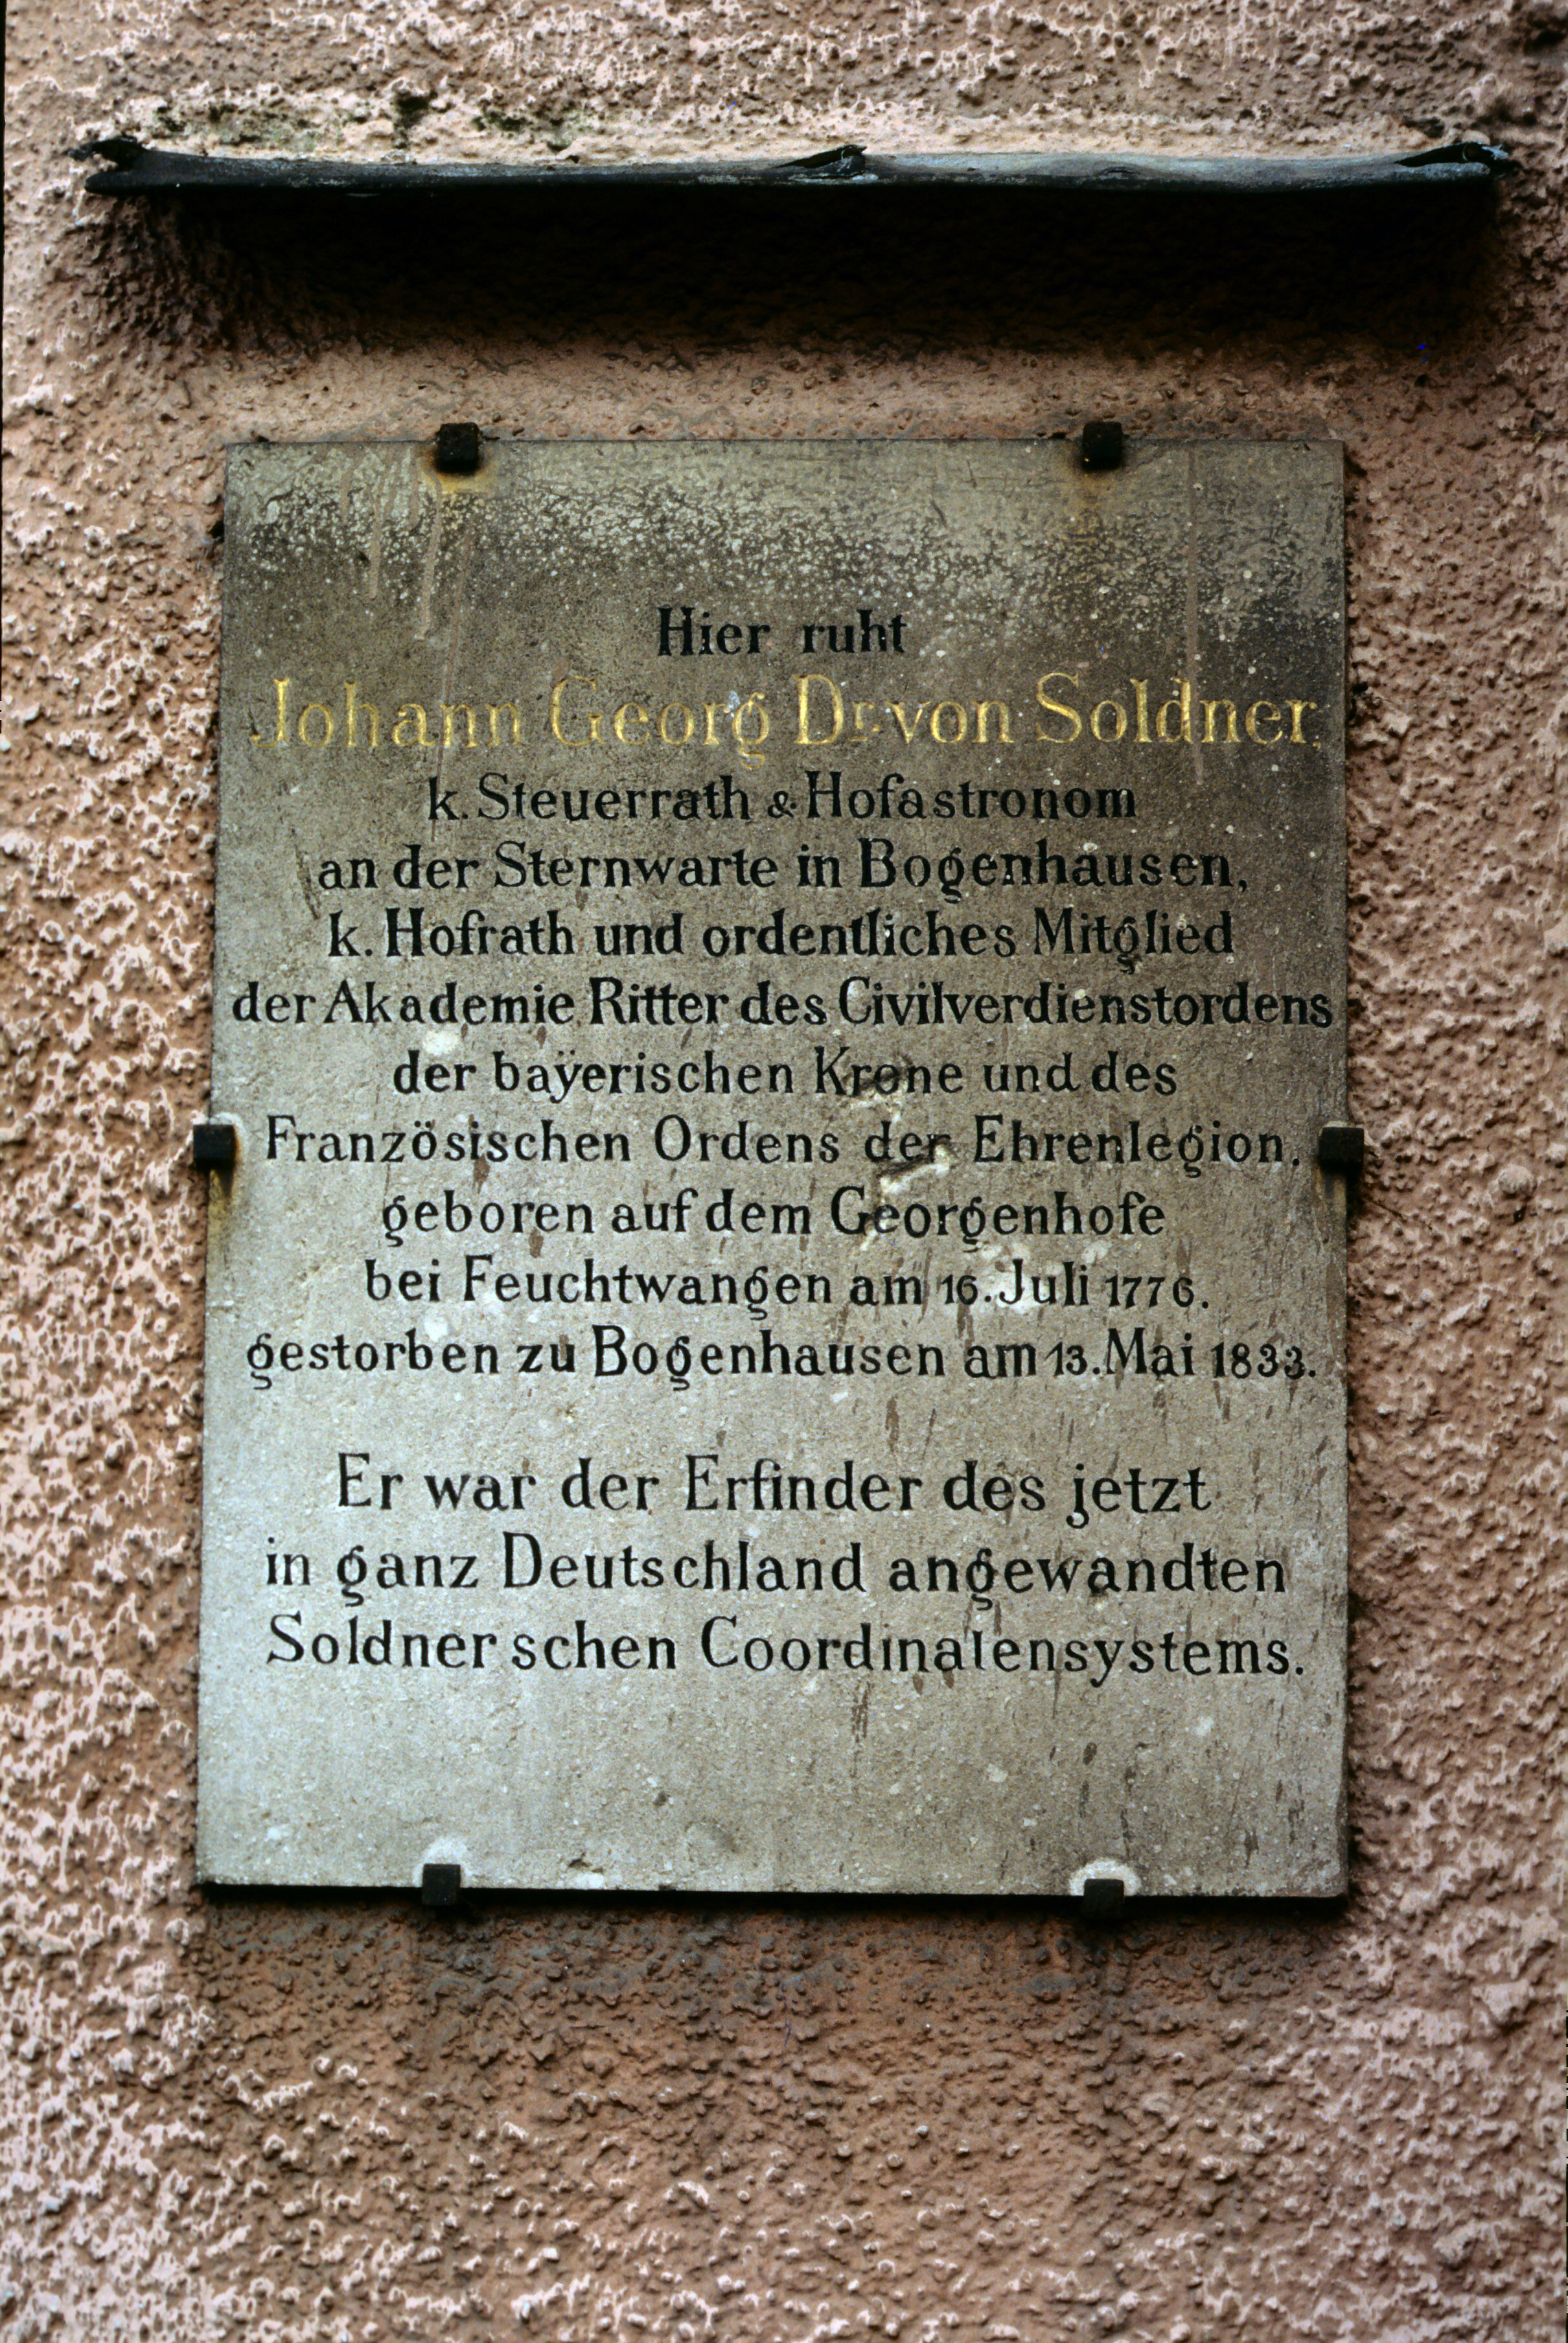 Hier ruht
Johann Georg Dr. von Soldner,
k. Steuerrath & Hofastronom
an der Sternwarte in Bogenhausen,
k. Hofrath und ordentliches Mitglied
der Akademie Ritter des Civilverdienstordens
der baÿerischen Krone und des
Französischen Ordens der Ehrenlegion,
geboren auf dem Georgenhofe
bei Feuchtwangen am 16. Juli 1776.
gestorben zu Bogenhausen am 13. Mai 1833.
Er war der Erfinder des jetzt
in ganz Deutschland angewandten
Soldner schen Coordinatensystems.